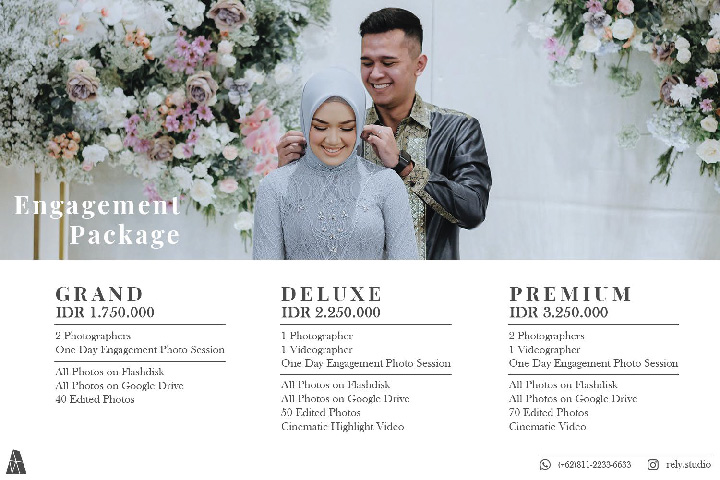 Engagement
Package
GRAND
IDR 1.750.000
2 Photographers
One Day Engagement Photo Session
All Photos on Flashdisk
All Photos on Google Drive
40 Edited Photos
DELUXE
IDR 2.250.000
1 Photographer
1 Videographer
One Day Engagement Photo Session
All Photos on Flashdisk
All Photos on Google Drive
50 Edited Photos
Cinematic Highlight Video
PREMIUM
IDR 3.250.000
2 Photographers
1 Videographer
One Day Engagement Photo Session
All Photos on Flashdisk
All Photos on Google Drive
70 Edited Photos
Cinematic Video
(+62)811-2233-6633
rely.studio